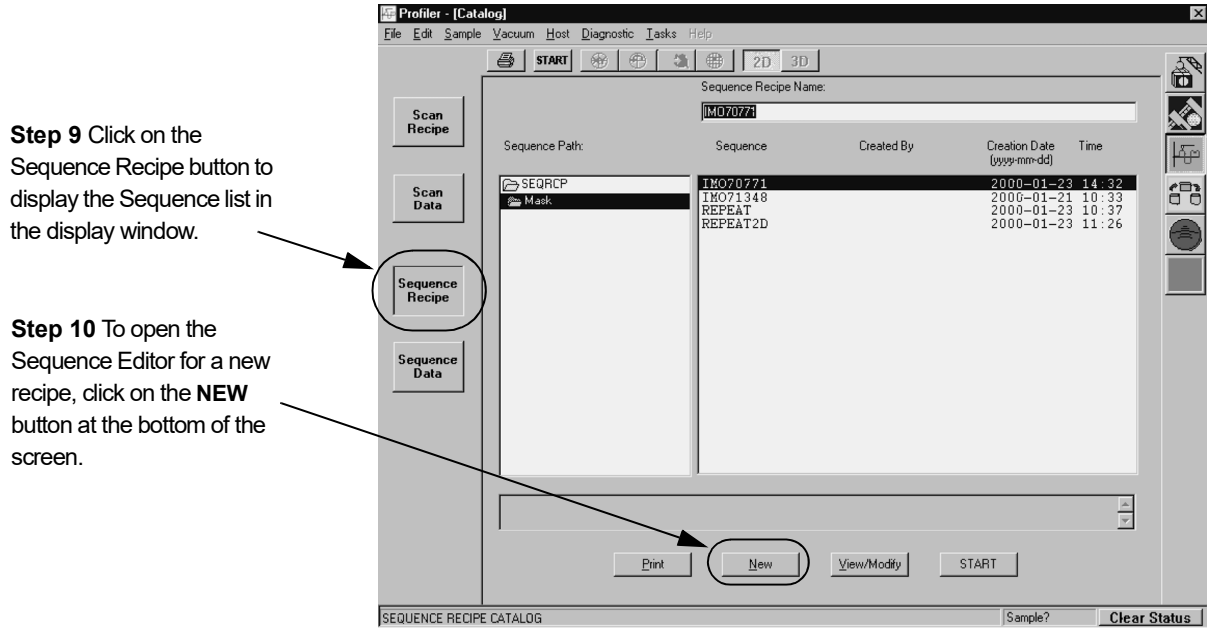 Profiler - [Catalog]
File Edit Sample Vacuum Host Diagnostic Tasks Help
START 2D 3D
Sequence Recipe Name:
IMO70771
Scan
Recipe
Step 9 Click on the
Sequence Recipe button to
display the Sequence list in
the display window.
Sequence Path:
Sequence Created By Creation Date Time
(yyyy-mm-dd)
SEQRCP
Mask
IMO70771 2000-01-23 14:32
IMO71348 2000-01-21 10:33
REPEAT 2000-01-23 10:37
REPEAT2D 2000-01-23 11:26
Scan
Data
Sequence
Recipe
Step 10 To open the
Sequence Editor for a new
recipe, click on the NEW
button at the bottom of the
screen.
Sequence
Data
Print New View/Modify START
SEQUENCE RECIPE CATALOG Sample? Clear Status